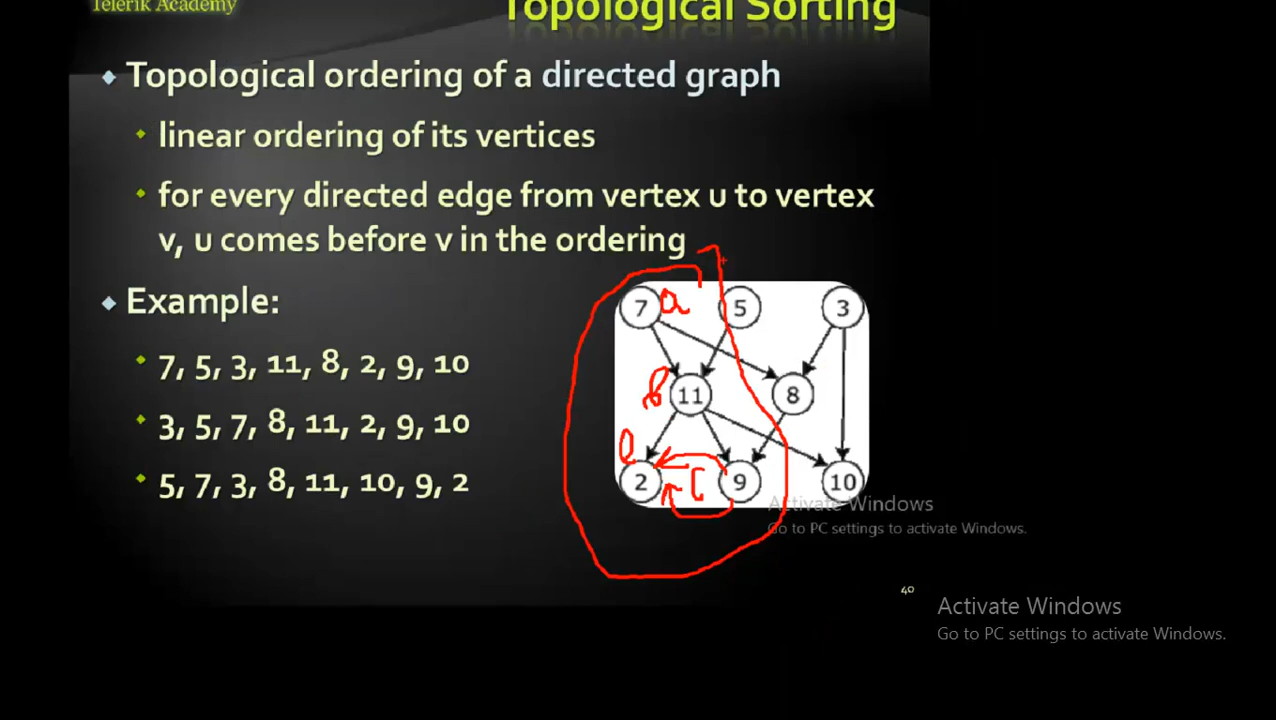 Telerik Academy
Topological Sorting
Topological ordering of a directed graph
linear ordering of its vertices
for every directed edge from vertex u to vertex
v, u comes before v in the ordering
Example:
7, 5, 3, 11, 8, 2, 9, 10
3, 5, 7, 8, 11, 2, 9, 10
5, 7, 3, 8, 11, 10, 9, 2
7 a 5 3
11 8
2 9 10
Activate Windows
Go to PC settings to activate Windows.
40
Activate Windows
Go to PC settings to activate Windows.